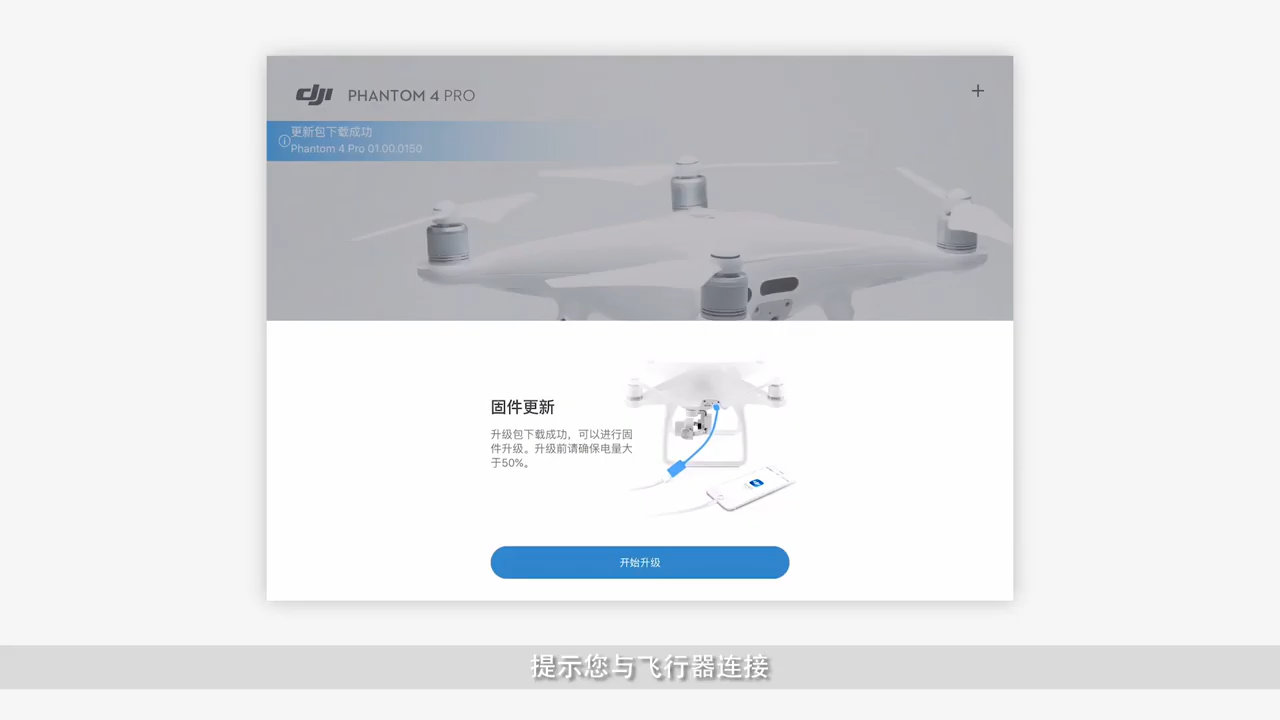 dji PHANTOM 4 PRO
更新包下载成功
Phantom 4 Pro 01.00.0150
固件更新
升级包下载成功，可以进行固
件升级。升级前请确保电量大
于50%。
开始升级
提示您与飞行器连接